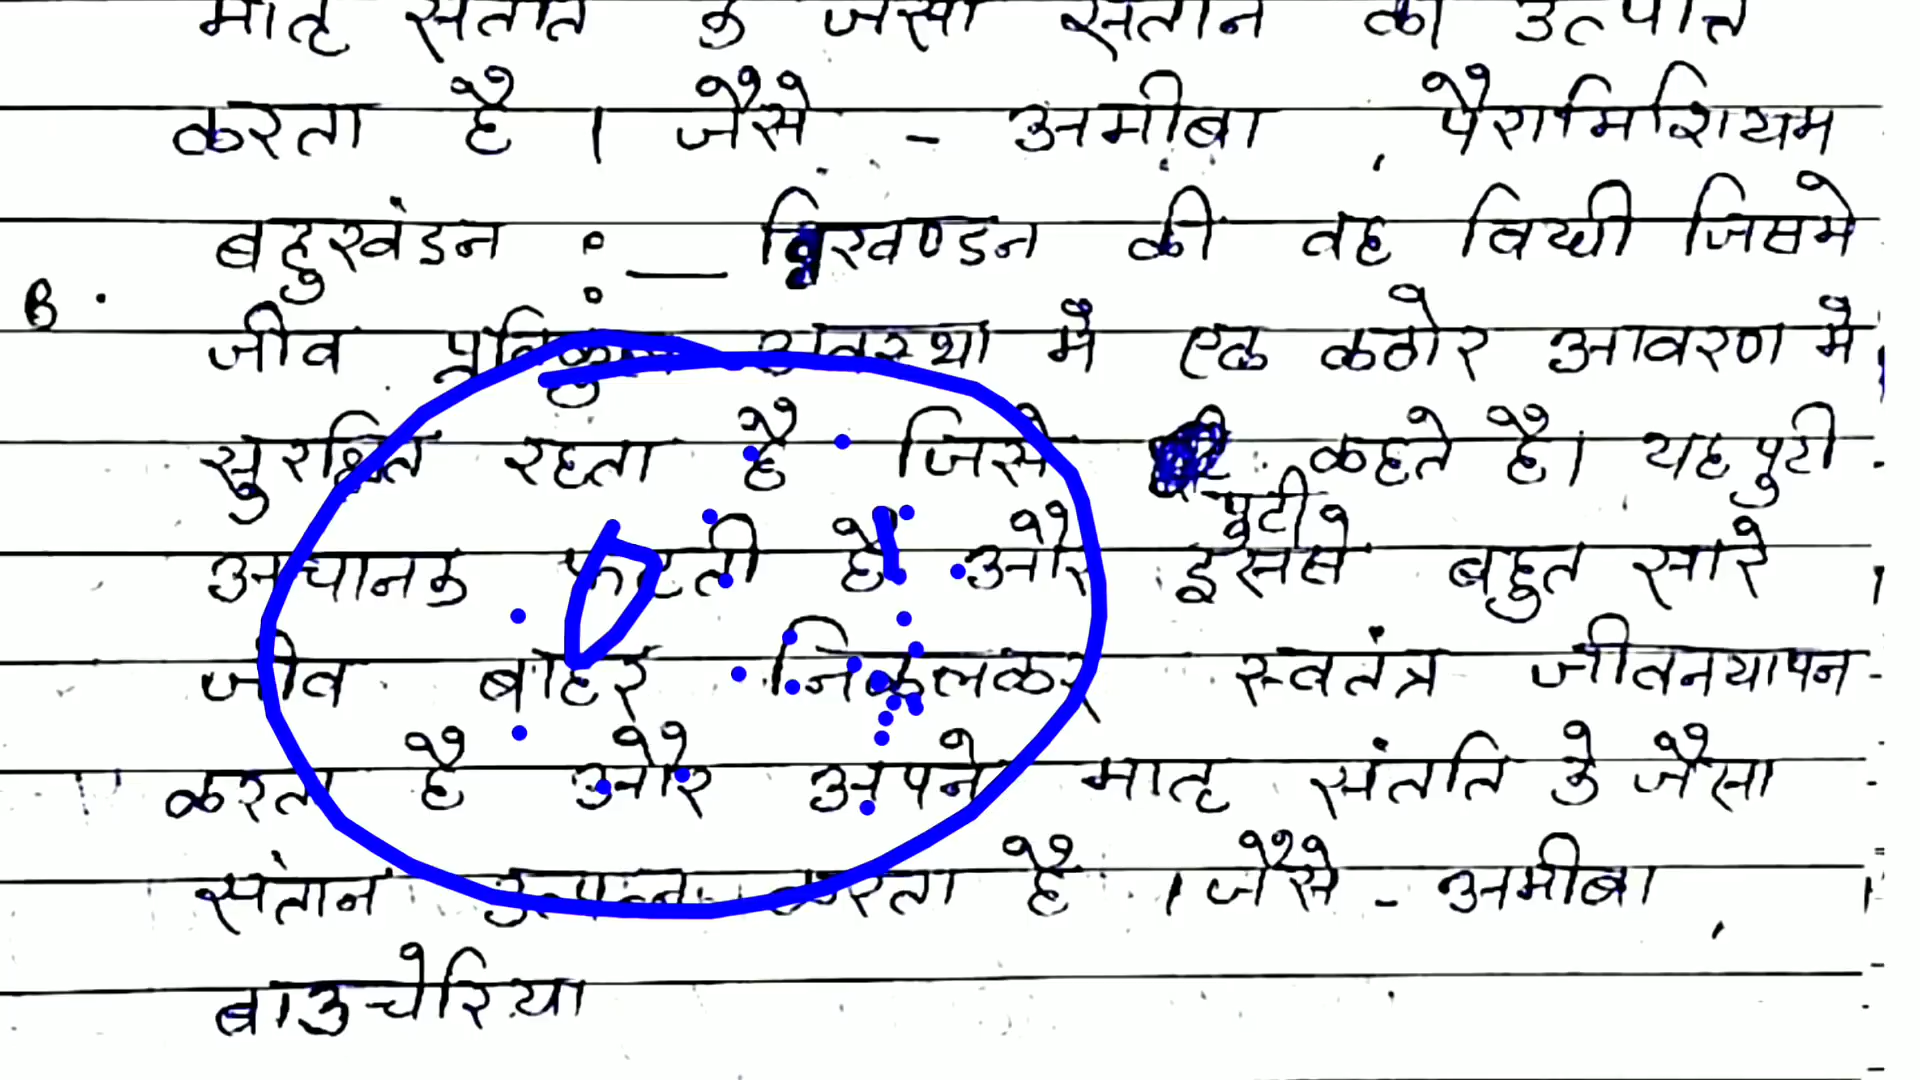 मातृ संतति के जैसा संतान की उत्पत्ति
करता है । जैसे - अमीबा , पैरामिशियम
बहुखंडन :— विखण्डन की वह विधी जिसमे
B. जीव प्रतिकुल अवस्था में एक कठोर आवरण मे
सुरक्षित रहता है जिसे कहते है। यह पुटी
पुटी
अचानक फटती है और इससे बहुत सारे
जीव बाहर निकलकर स्वतंत्र जीवनयापन
करता है और अपने मातृ संतति के जैसा
संतान उत्पन्न करता है । जैसे - अमीबा ,
बाउचेरिया